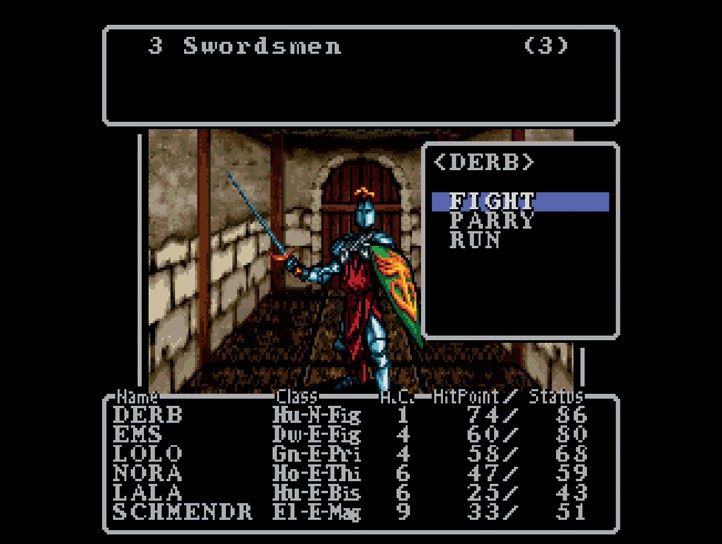 3 Swordsmen (3)
<DERB>
FIGHT
PARRY
RUN
Name Class A.C. HitPoint / Status
DERB Hu-N-Fig 1 74/ 86
EMS Dw-E-Fig 4 60/ 80
LOLO Gn-E-Pri 4 58/ 68
NORA Ho-E-Thi 6 47/ 59
LALA Hu-E-Bis 6 25/ 43
SCHMENDR El-E-Mag 9 33/ 51